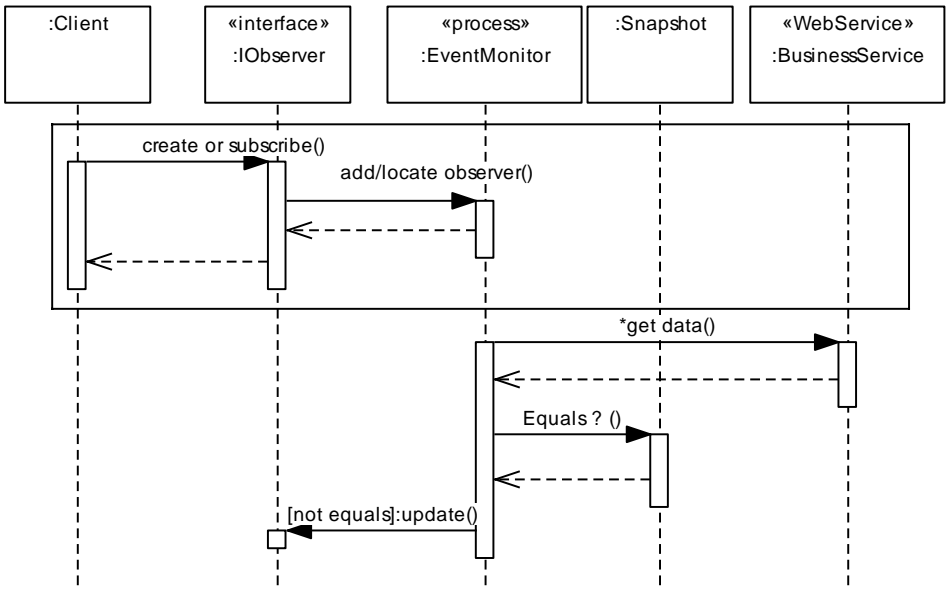 :Client
«interface»
:IObserver
«process»
:EventMonitor
:Snapshot
«WebService»
:BusinessService
create or subscribe()
add/locate observer()
*get data()
Equals ? ()
[not equals]:update()